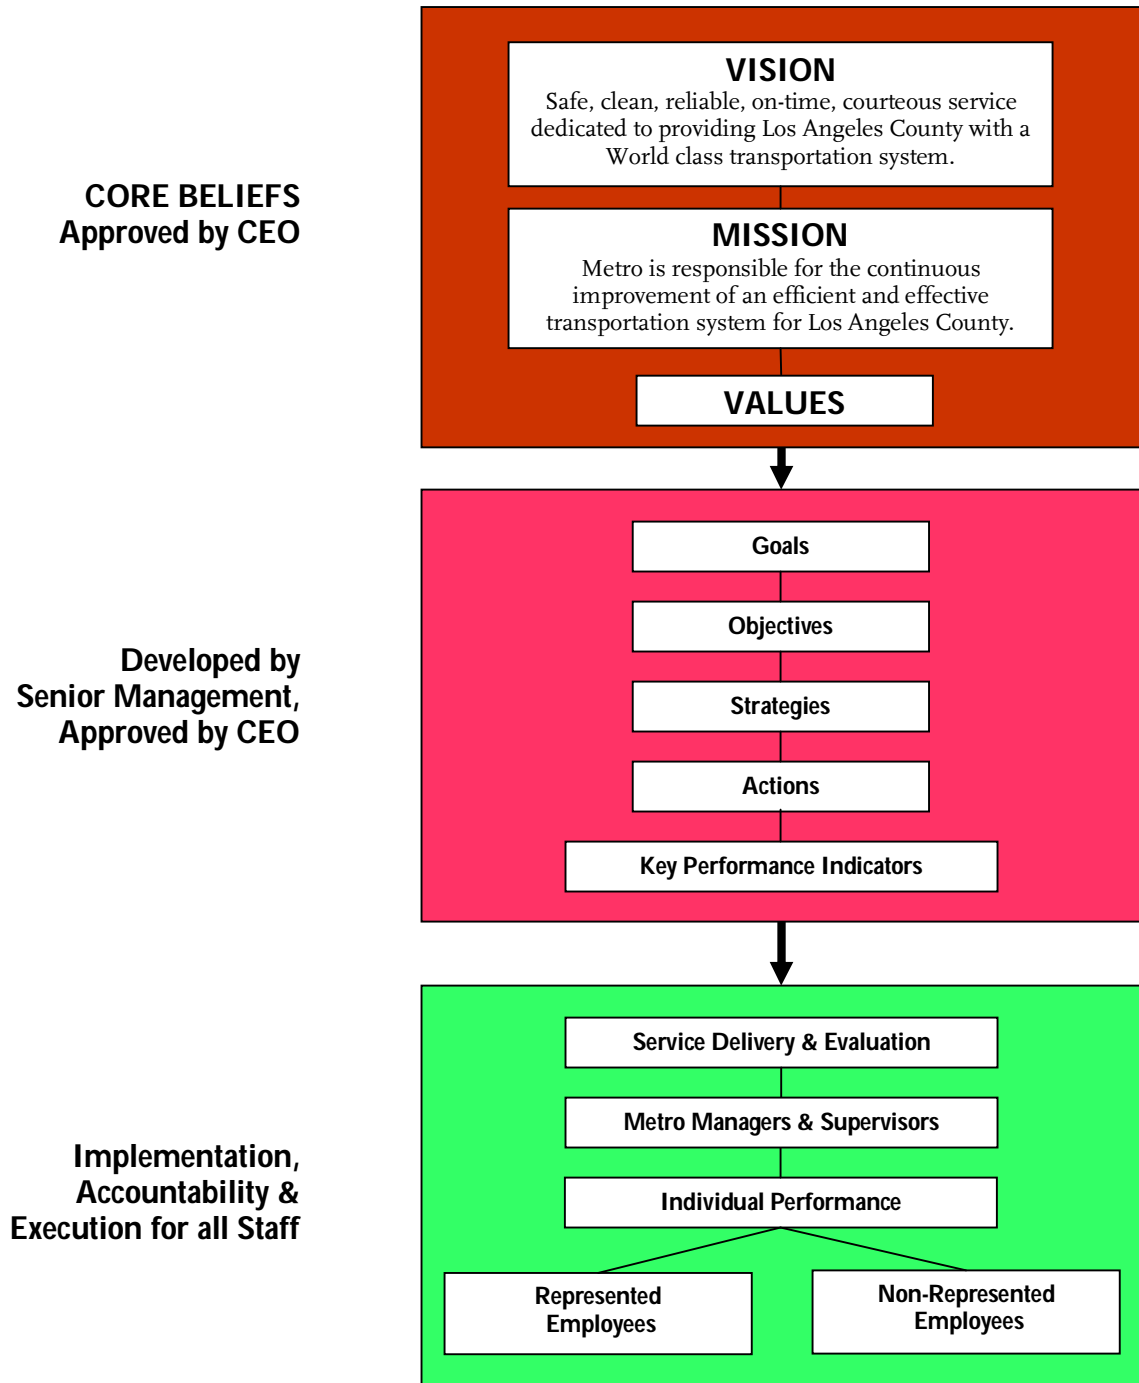 VISION
Safe, clean, reliable, on-time, courteous service
dedicated to providing Los Angeles County with a
World class transportation system.
CORE BELIEFS
Approved by CEO
MISSION
Metro is responsible for the continuous
improvement of an efficient and effective
transportation system for Los Angeles County.
VALUES
Developed by
Senior Management,
Approved by CEO
Goals
Objectives
Strategies
Actions
Key Performance Indicators
Implementation,
Accountability &
Execution for all Staff
Service Delivery & Evaluation
Metro Managers & Supervisors
Individual Performance
Represented
Employees
Non-Represented
Employees